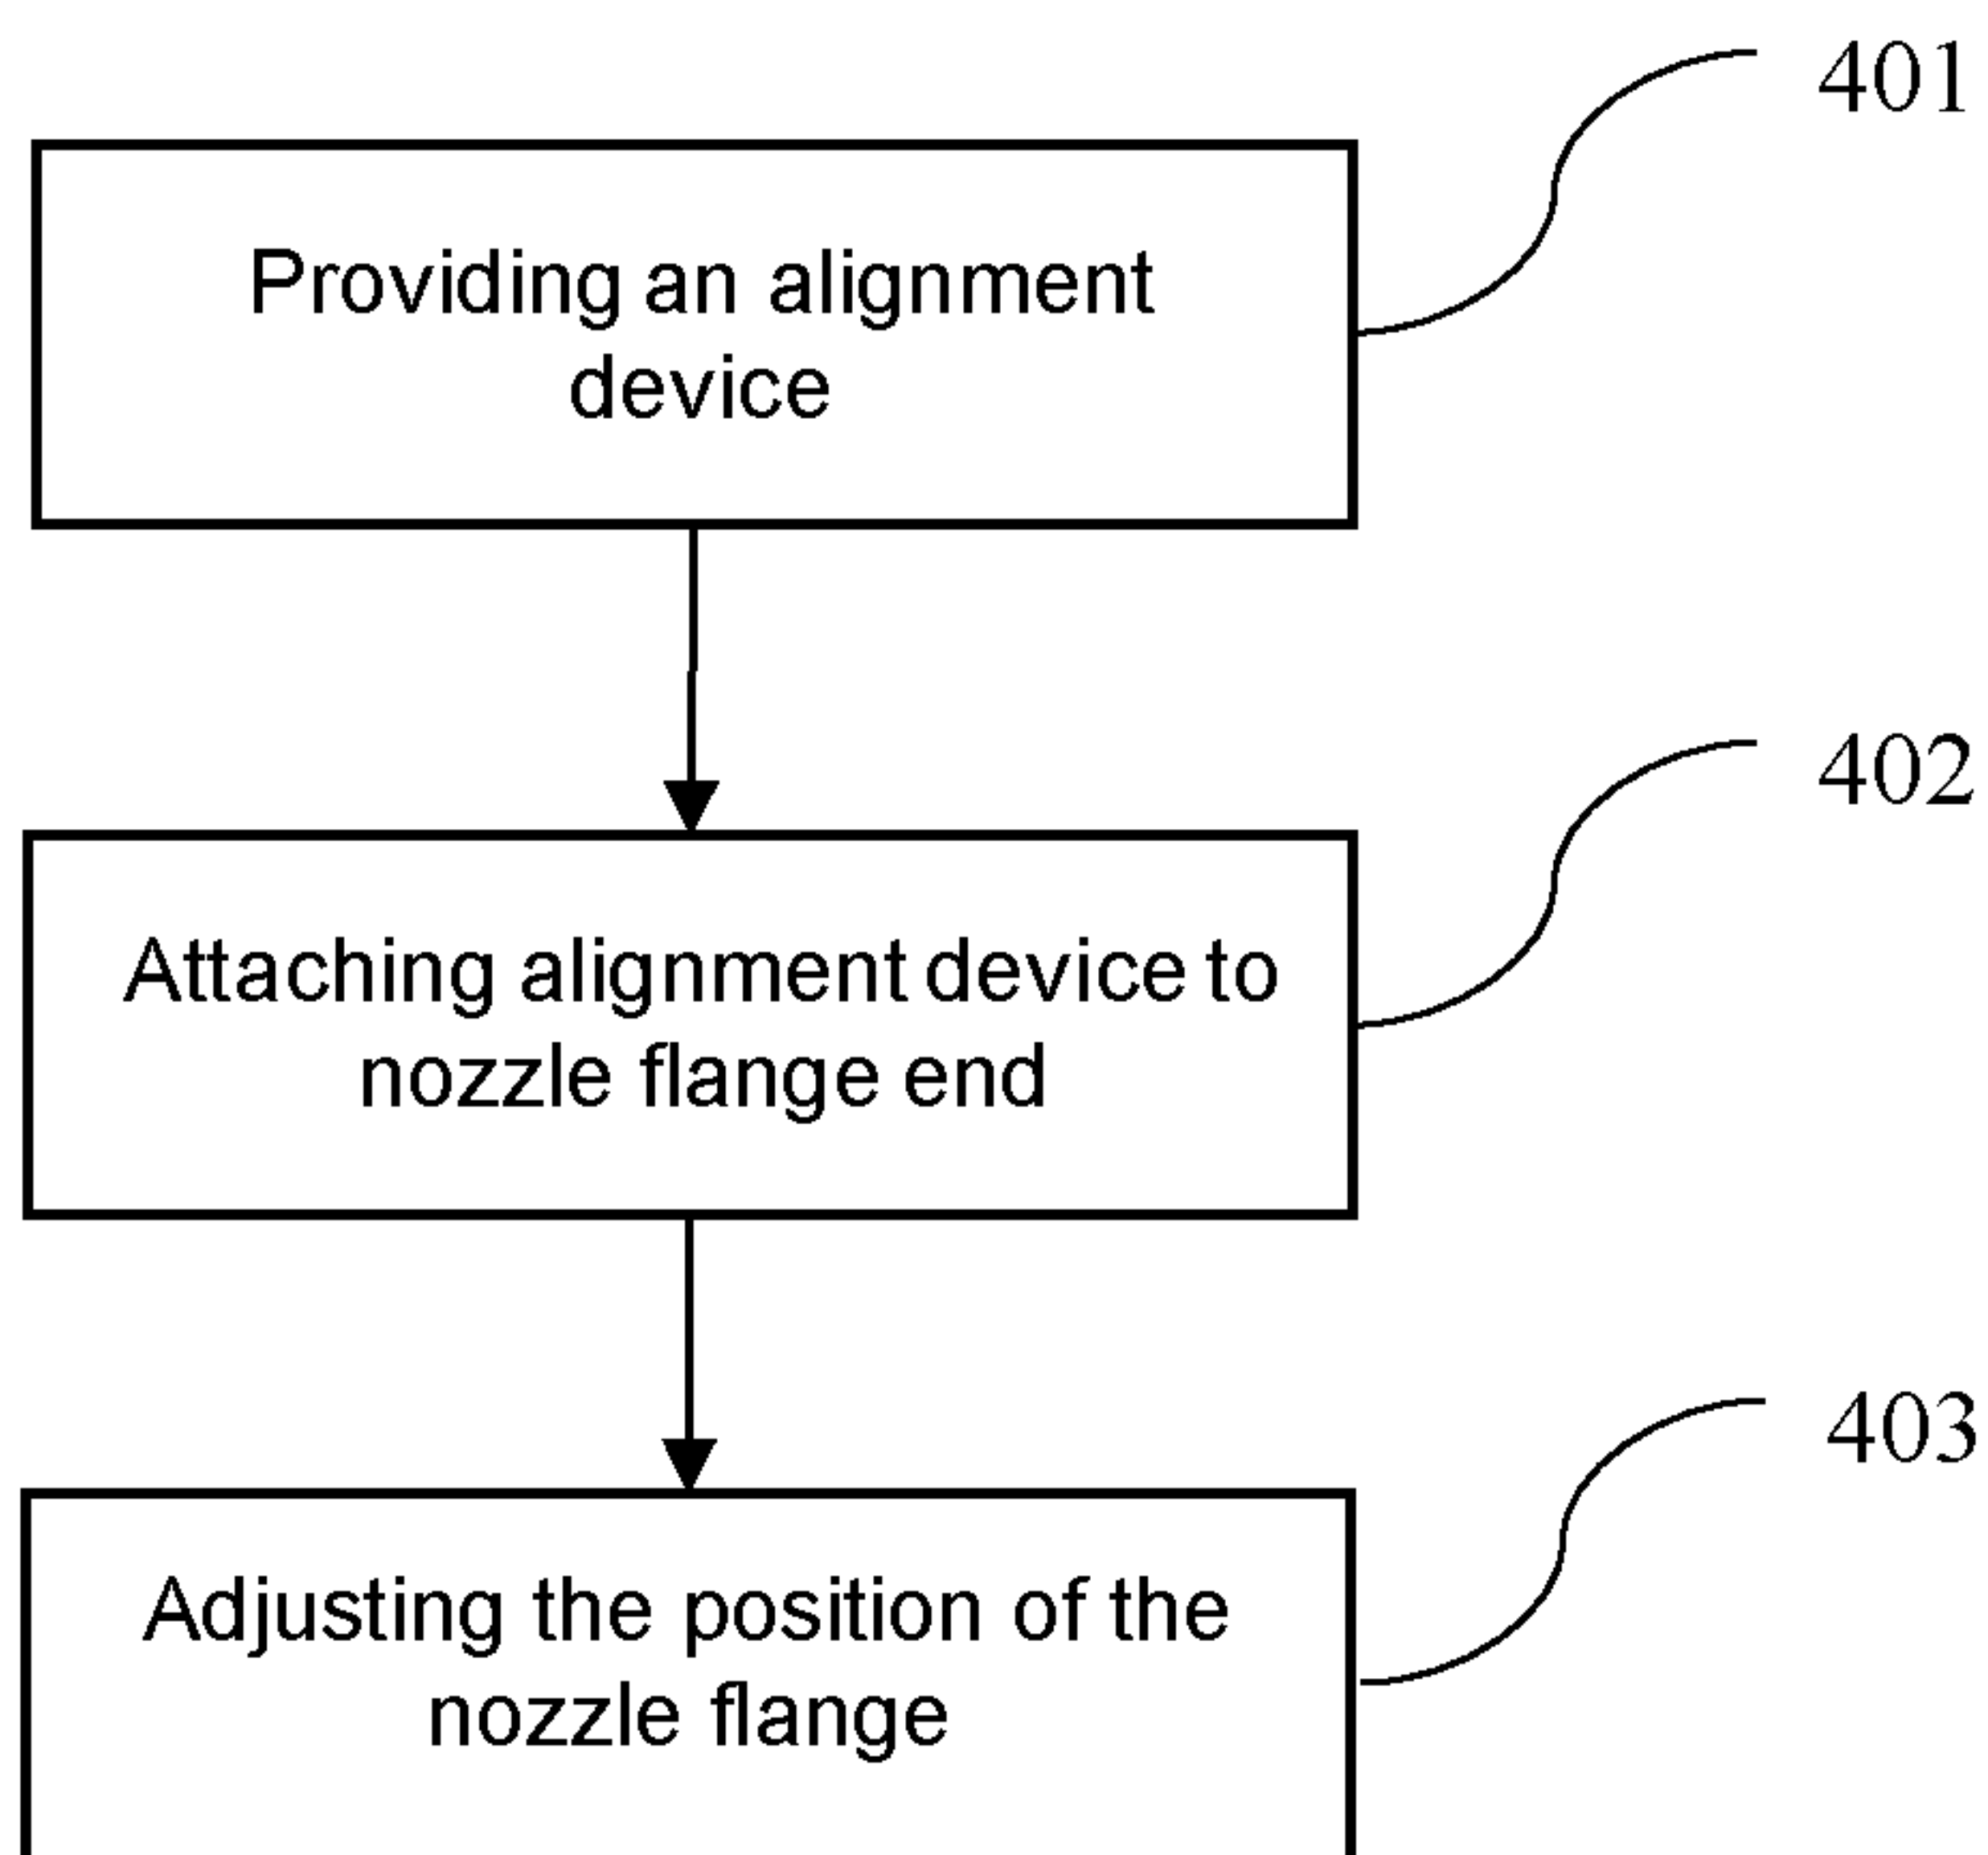 401
Providing an alignment
device
402
Attaching alignment device to
nozzle flange end
403
Adjusting the position of the
nozzle flange